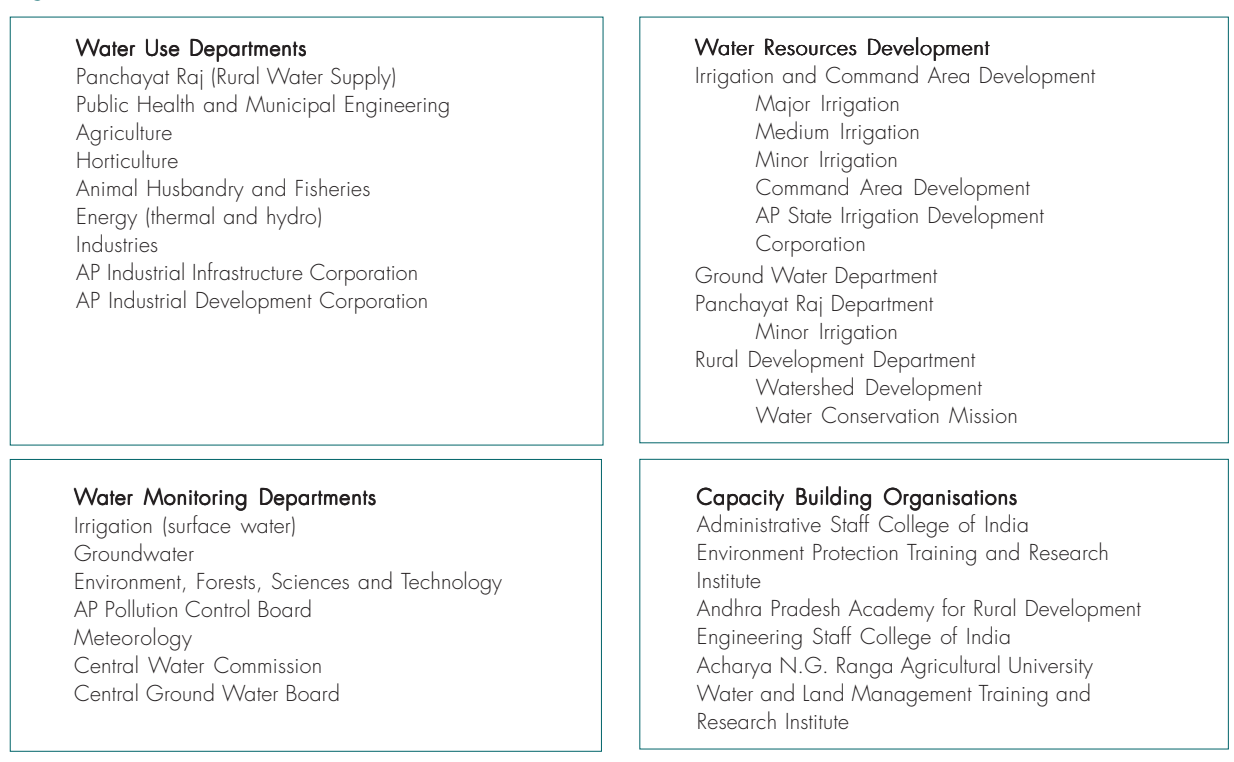 Water Use Departments
Panchayat Raj (Rural Water Supply)
Public Health and Municipal Engineering
Agriculture
Horticulture
Animal Husbandry and Fisheries
Energy (thermal and hydro)
Industries
AP Industrial Infrastructure Corporation
AP Industrial Development Corporation
Water Resources Development
Irrigation and Command Area Development
Major Irrigation
Medium Irrigation
Minor Irrigation
Command Area Development
AP State Irrigation Development
Corporation
Ground Water Department
Panchayat Raj Department
Minor Irrigation
Rural Development Department
Watershed Development
Water Conservation Mission
Water Monitoring Departments
Irrigation (surface water)
Groundwater
Environment, Forests, Sciences and Technology
AP Pollution Control Board
Meteorology
Central Water Commission
Central Ground Water Board
Capacity Building Organisations
Administrative Staff College of India
Environment Protection Training and Research
Institute
Andhra Pradesh Academy for Rural Development
Engineering Staff College of India
Acharya N.G. Ranga Agricultural University
Water and Land Management Training and
Research Institute